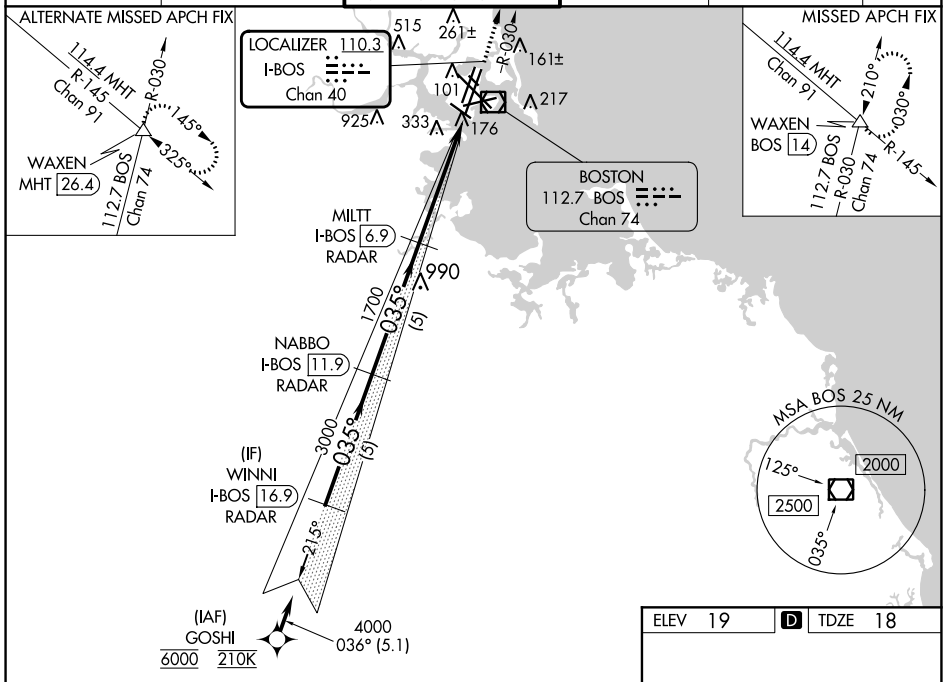 ALTERNATE MISSED APCH FIX
114.4 MHT
R-145
Chan 91
R-030
145°
325°
WAXEN
MHT 26.4
112.7 BOS
Chan 74
LOCALIZER 110.3
I-BOS
Chan 40
515
261±
R-030
161±
101
217
925
333
176
MISSED APCH FIX
114.4 MHT
Chan 91
210°
030°
WAXEN
BOS 14
R-145
112.7 BOS
R-030
Chan 74
BOSTON
112.7 BOS
Chan 74
MILTT
I-BOS 6.9
RADAR
990
1700
035°
(5)
NABBO
I-BOS 11.9
RADAR
3000
035°
(5)
(IF)
WINNI
I-BOS 16.9
RADAR
215°
MSA BOS 25 NM
125°
2000
2500
035°
(IAF)
GOSHI
6000 210K
4000
036° (5.1)
ELEV 19 D TDZE 18